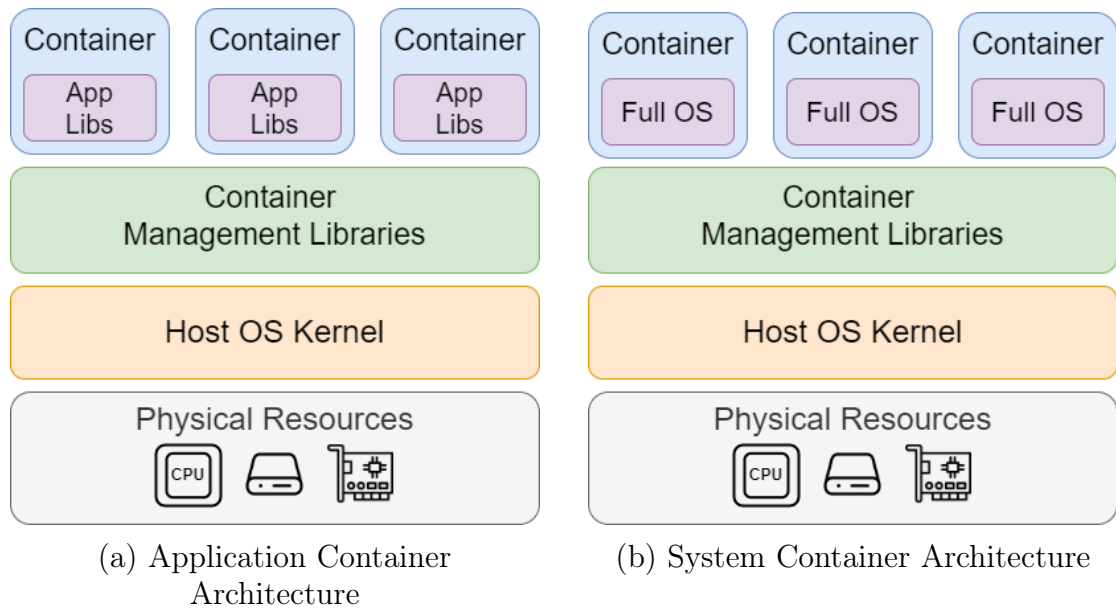 Container
Container
Container
App
Libs
App
Libs
App
Libs
Container
Management Libraries
Host OS Kernel
Physical Resources
CPU
(a) Application Container
Architecture
Container
Container
Container
Full OS
Full OS
Full OS
Container
Management Libraries
Host OS Kernel
Physical Resources
CPU
(b) System Container Architecture